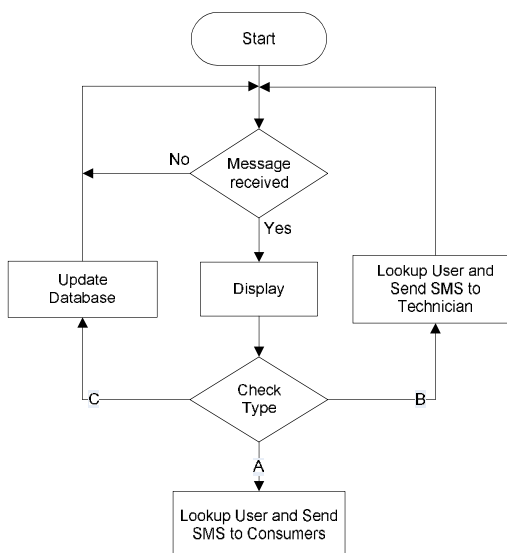 Start
No
Message
received
Yes
Update
Database
Display
Lookup User and
Send SMS to
Technician
Check
Type
C
B
A
Lookup User and Send
SMS to Consumers